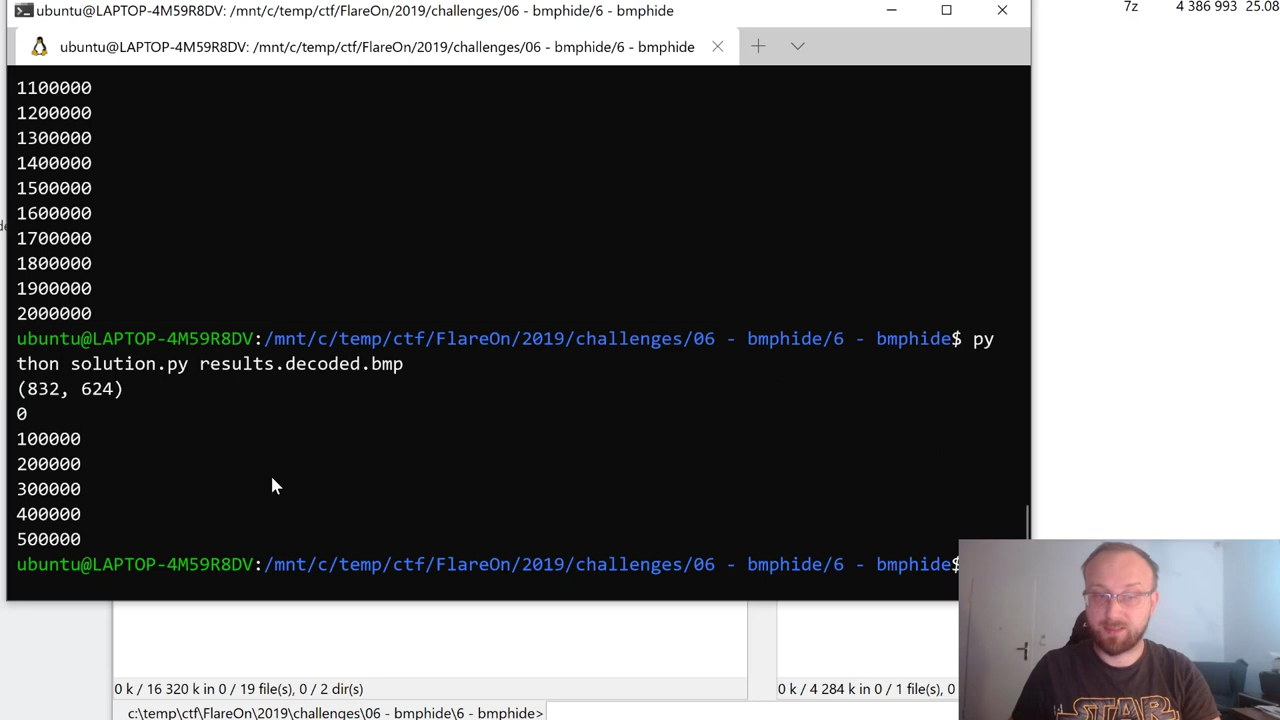 ubuntu@LAPTOP-4M59R8DV: /mnt/c/temp/ctf/FlareOn/2019/challenges/06 - bmphide/6 - bmphide
7z 4 386 993 25.08
ubuntu@LAPTOP-4M59R8DV: /mnt/c/temp/ctf/FlareOn/2019/challenges/06 - bmphide/6 - bmphide
1100000
1200000
1300000
1400000
1500000
1600000
1700000
1800000
1900000
2000000
ubuntu@LAPTOP-4M59R8DV:/mnt/c/temp/ctf/FlareOn/2019/challenges/06 - bmphide/6 - bmphide$ py
thon solution.py results.decoded.bmp
(832, 624)
0
100000
200000
300000
400000
500000
ubuntu@LAPTOP-4M59R8DV:/mnt/c/temp/ctf/FlareOn/2019/challenges/06 - bmphide/6 - bmphide$
0 k / 16 320 k in 0 / 19 file(s), 0 / 2 dir(s)
0 k / 4 284 k in 0 / 1 file(s), 0
c:\temp\ctf\FlareOn\2019\challenges\06 - bmphide\6 - bmphide>
STAR